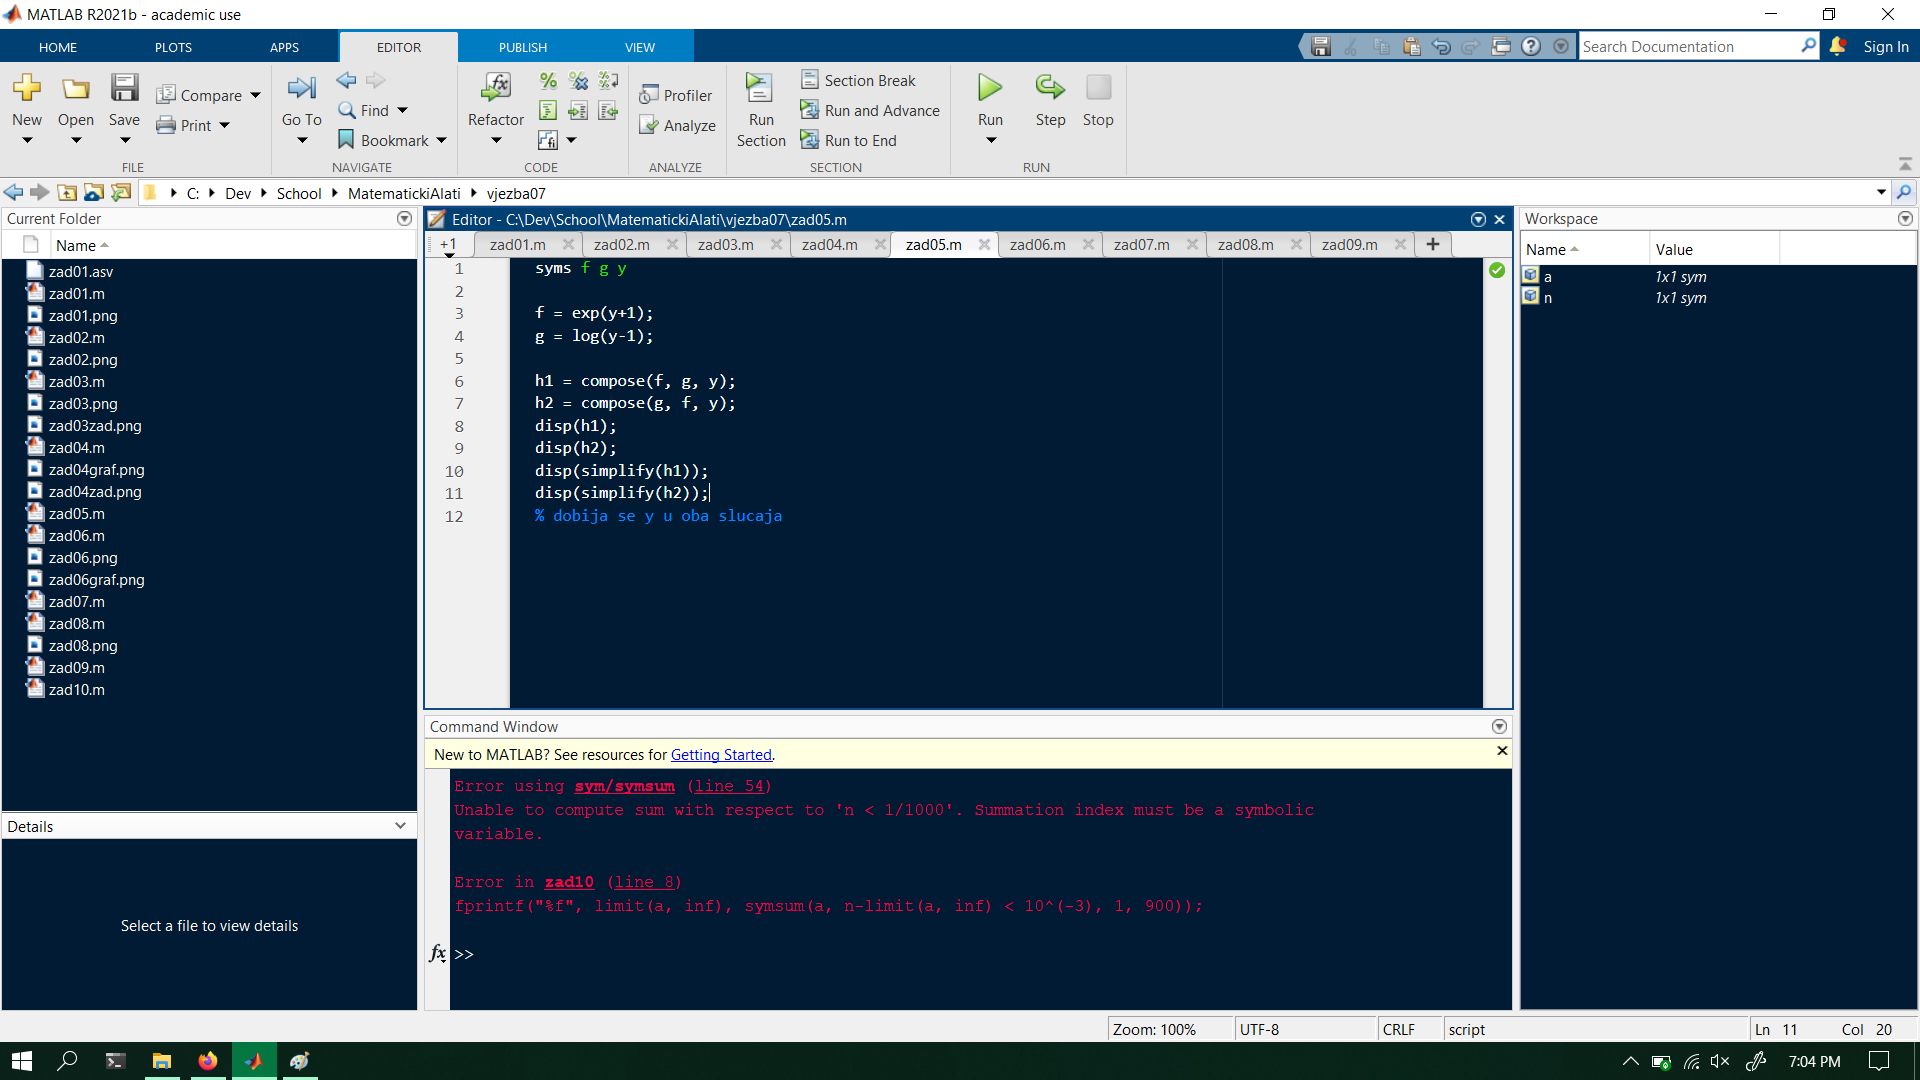 MATLAB R2021b - academic use
HOME PLOTS APPS EDITOR PUBLISH VIEW
Search Documentation
Sign In
New
Open
Save
Compare
Print
FILE
Go To
Find
Bookmark
NAVIGATE
Refactor
CODE
Profiler
Analyze
ANALYZE
Run Section
Section Break
Run and Advance
Run to End
SECTION
Run
Step
Stop
RUN
C: Dev School MatematickiAlati vjezba07
Current Folder
Name
zad01.asv
zad01.m
zad01.png
zad02.m
zad02.png
zad03.m
zad03.png
zad03zad.png
zad04.m
zad04graf.png
zad04zad.png
zad05.m
zad06.m
zad06.png
zad06graf.png
zad07.m
zad08.m
zad08.png
zad09.m
zad10.m
Details
Select a file to view details
Editor - C:\Dev\School\MatematickiAlati\vjezba07\zad05.m
+1 zad01.m zad02.m zad03.m zad04.m zad05.m zad06.m zad07.m zad08.m zad09.m +
1 syms f g y
2
3 f = exp(y+1);
4 g = log(y-1);
5
6 h1 = compose(f, g, y);
7 h2 = compose(g, f, y);
8 disp(h1);
9 disp(h2);
10 disp(simplify(h1));
11 disp(simplify(h2));
12 % dobija se y u oba slucaja
Command Window
New to MATLAB? See resources for Getting Started.
Error using sym/symsum (line 54)
Unable to compute sum with respect to 'n < 1/1000'. Summation index must be a symbolic
variable.
Error in zad10 (line 8)
fprintf("%f", limit(a, inf), symsum(a, n-limit(a, inf) < 10^(-3), 1, 900));
fx >>
Workspace
Name Value
a 1x1 sym
n 1x1 sym
Zoom: 100% UTF-8 CRLF script Ln 11 Col 20
7:04 PM